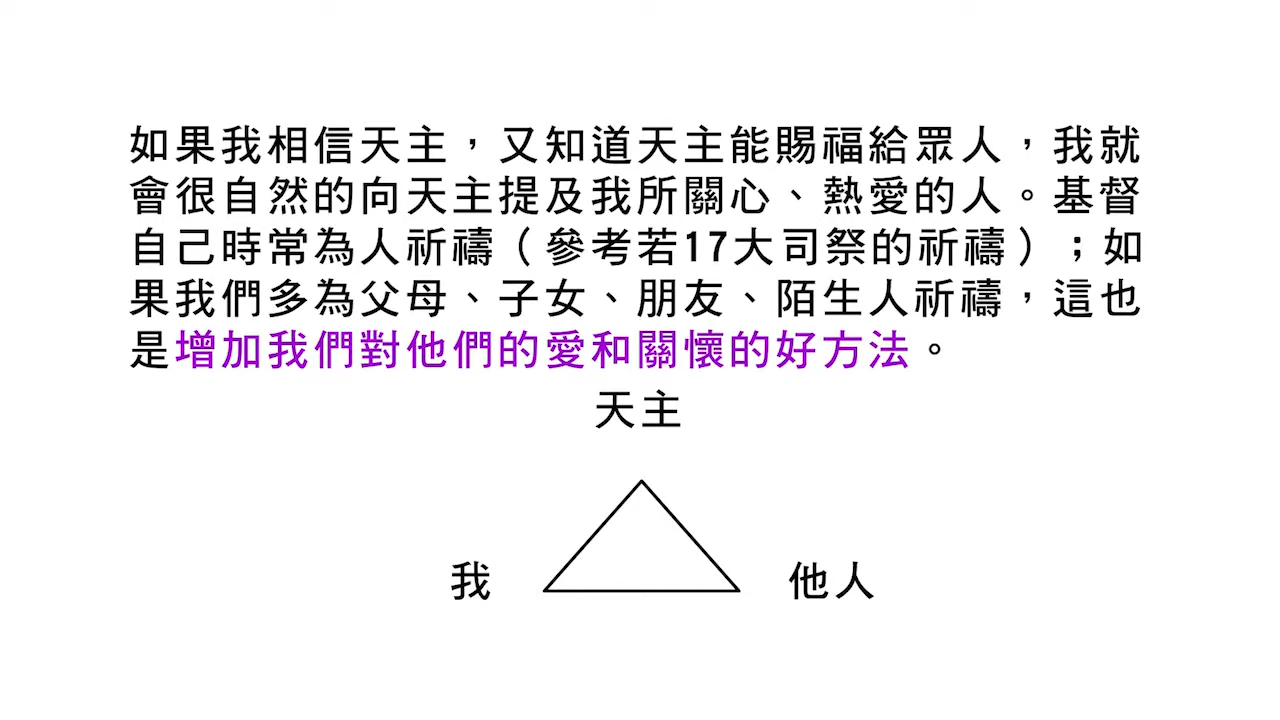 如果我相信天主，又知道天主能賜福給眾人，我就
會很自然的向天主提及我所關心、熱愛的人。基督
自己時常為人祈禱（參考若17大司祭的祈禱）；如
果我們多為父母、子女、朋友、陌生人祈禱，這也
是增加我們對他們的愛和關懷的好方法。
天主
我
他人